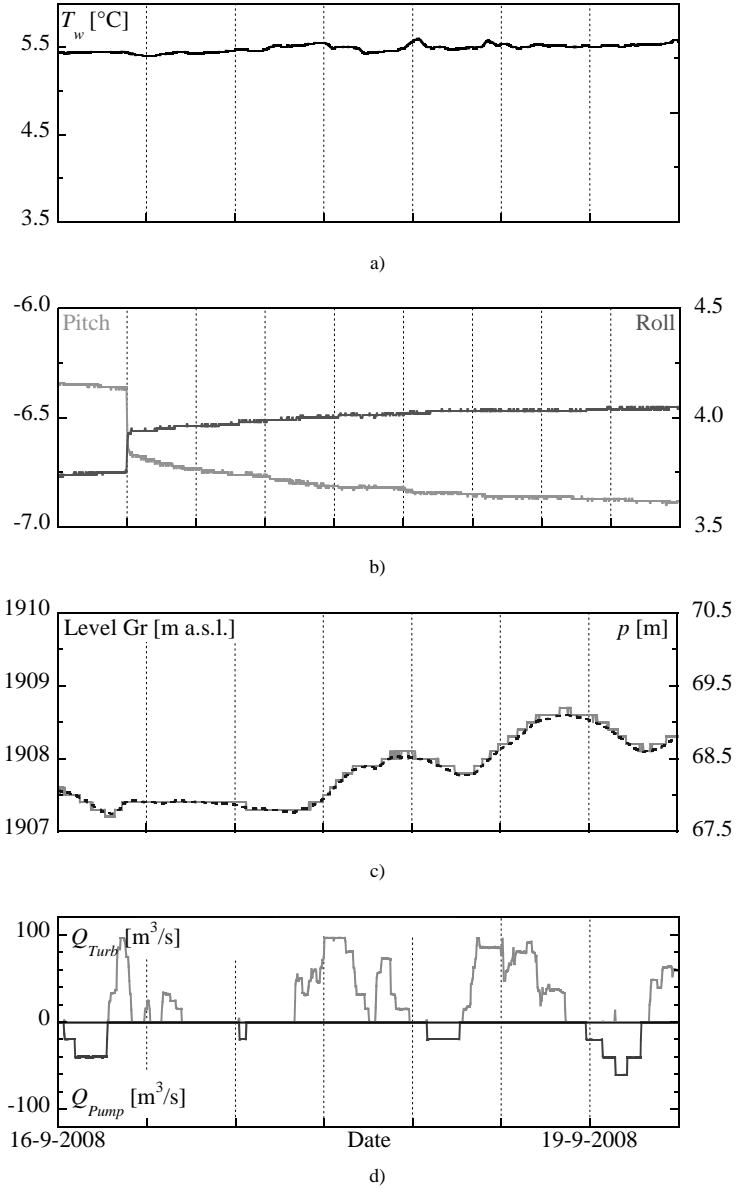 T_w [°C]
5.5
4.5
3.5
a)
-6.0
Pitch
Roll
4.5
-6.5
4.0
-7.0
3.5
b)
1910
Level Gr [m a.s.l.]
p [m]
70.5
1909
69.5
1908
68.5
1907
67.5
c)
100
Q_Turb [m³/s]
0
Q_Pump [m³/s]
-100
16-9-2008
Date
19-9-2008
d)